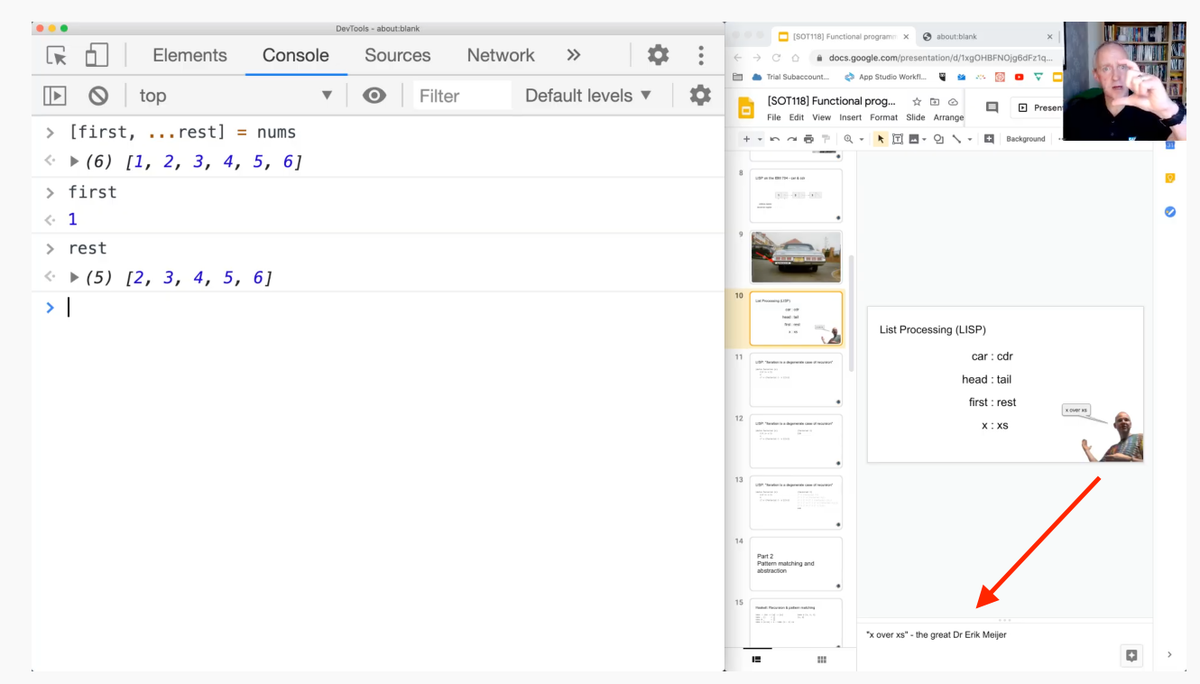 DevTools - about:blank
Elements Console Sources Network »
top Filter Default levels
> [first, ...rest] = nums
(6) [1, 2, 3, 4, 5, 6]
> first
1
> rest
(5) [2, 3, 4, 5, 6]
>
[SOT118] Functional programm
about:blank
docs.google.com/presentation/d/1xgOHBFNOjg6dFz1q...
Trial Subaccount... App Studio Workfl...
[SOT118] Functional prog...
File Edit View Insert Format Slide Arrange
Presen
Background
8
9
10
List Processing (LISP)
car : cdr
head : tail
first : rest
x : xs
11
LISP: "Iteration is a degenerate case of recursion"
12
LISP: "Iteration is a degenerate case of recursion"
13
LISP: "Iteration is a degenerate case of recursion"
14
Part 2
Pattern matching and
abstraction
15
Haskell: Recursion & pattern matching
List Processing (LISP)
car : cdr
head : tail
first : rest
x over xs
x : xs
"x over xs" - the great Dr Erik Meijer